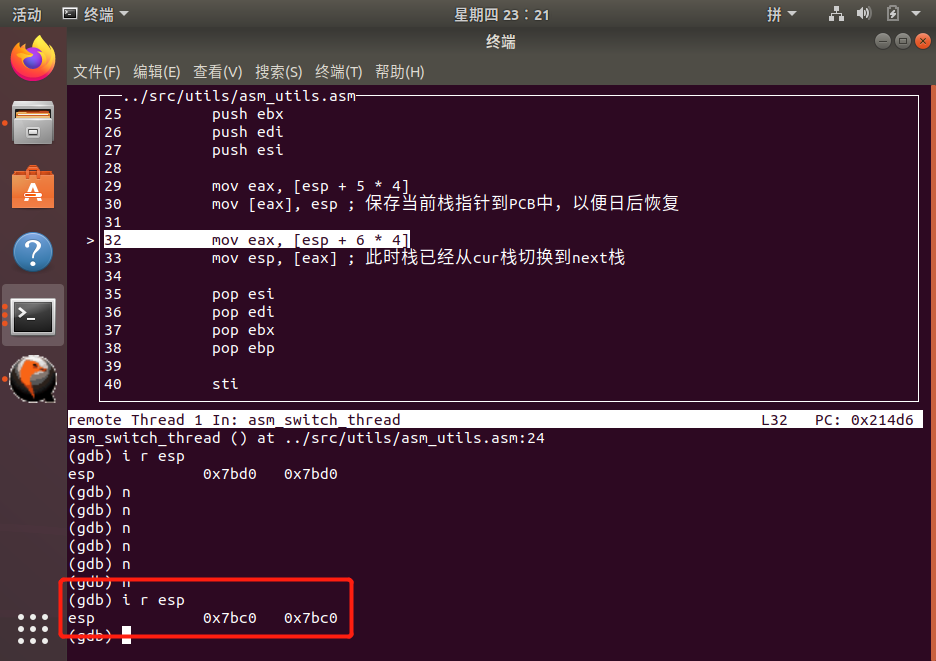 活动 终端 星期四 23：21 拼
终端
文件(F) 编辑(E) 查看(V) 搜索(S) 终端(T) 帮助(H)
../src/utils/asm_utils.asm
25 push ebx
26 push edi
27 push esi
28
29 mov eax, [esp + 5 * 4]
30 mov [eax], esp ; 保存当前栈指针到PCB中，以便日后恢复
31
> 32 mov eax, [esp + 6 * 4]
33 mov esp, [eax] ; 此时栈已经从cur栈切换到next栈
34
35 pop esi
36 pop edi
37 pop ebx
38 pop ebp
39
40 sti
remote Thread 1 In: asm_switch_thread L32 PC: 0x214d6
asm_switch_thread () at ../src/utils/asm_utils.asm:24
(gdb) i r esp
esp 0x7bd0 0x7bd0
(gdb) n
(gdb) n
(gdb) n
(gdb) n
(gdb) n
(gdb) n
(gdb) i r esp
esp 0x7bc0 0x7bc0
(gdb)